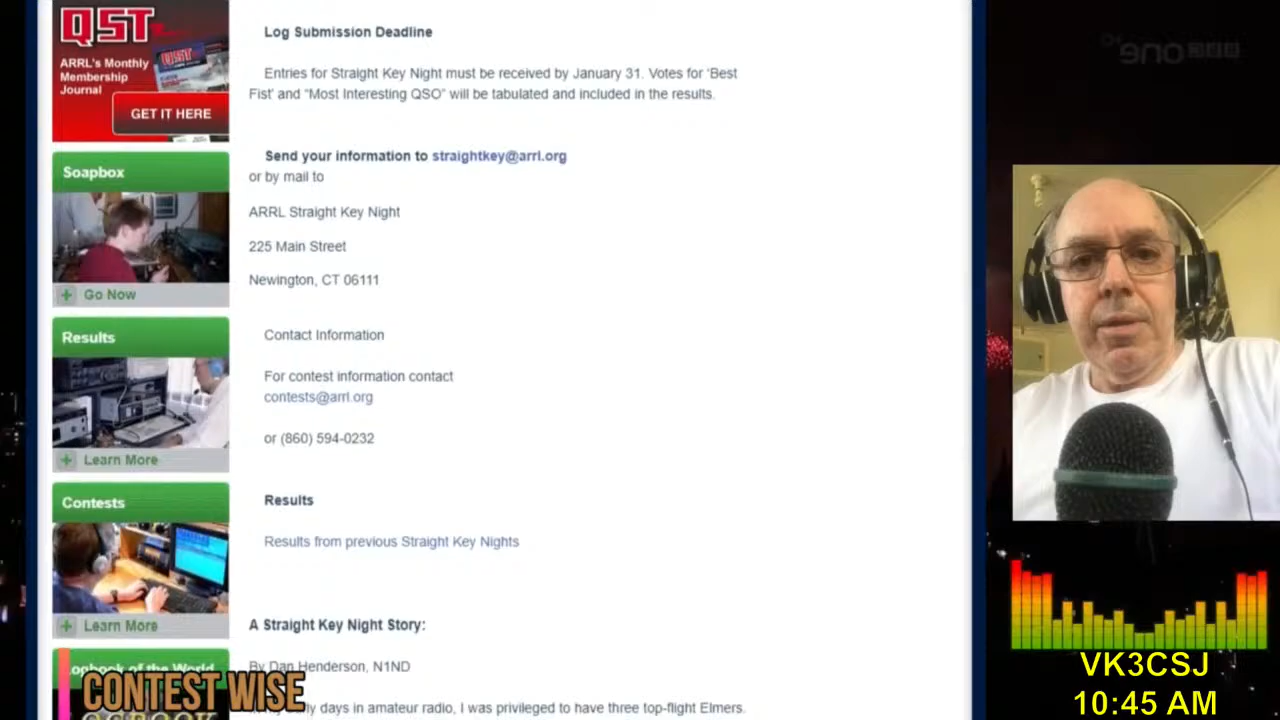 QST
ARRL's Monthly
Membership
Journal
GET IT HERE
Log Submission Deadline
Entries for Straight Key Night must be received by January 31. Votes for 'Best
Fist' and "Most Interesting QSO" will be tabulated and included in the results.
Send your information to straightkey@arrl.org
or by mail to
ARRL Straight Key Night
225 Main Street
Newington, CT 06111
Soapbox
+ Go Now
Contact Information
For contest information contact
contests@arrl.org
or (860) 594-0232
Results
+ Learn More
Results
Results from previous Straight Key Nights
Contests
+ Learn More
A Straight Key Night Story:
By Dan Henderson, N1ND
days in amateur radio, I was privileged to have three top-flight Elmers.
Logbook of the World
CONTEST WISE
VK3CSJ
10:45 AM